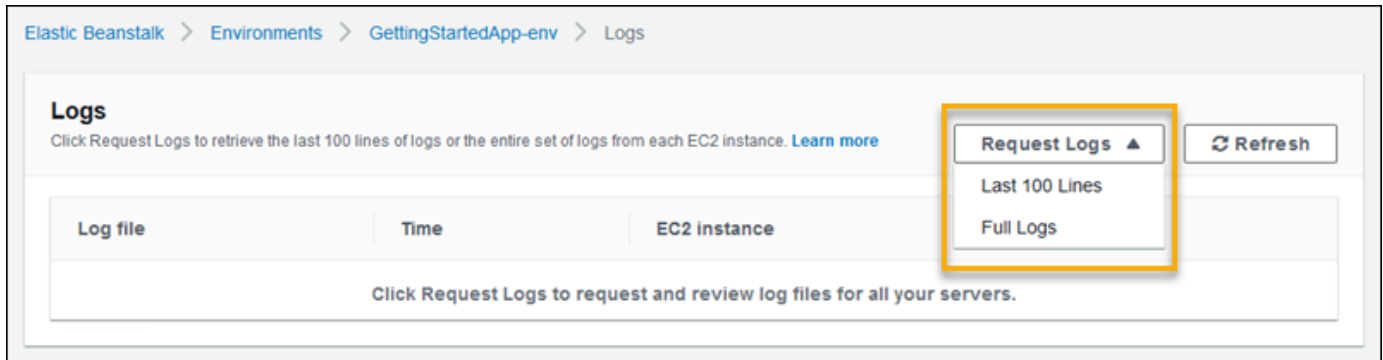 Elastic Beanstalk > Environments > GettingStartedApp-env > Logs
Logs
Click Request Logs to retrieve the last 100 lines of logs or the entire set of logs from each EC2 instance. Learn more
Request Logs ▲
Refresh
Last 100 Lines
Full Logs
Log file
Time
EC2 instance
Click Request Logs to request and review log files for all your servers.